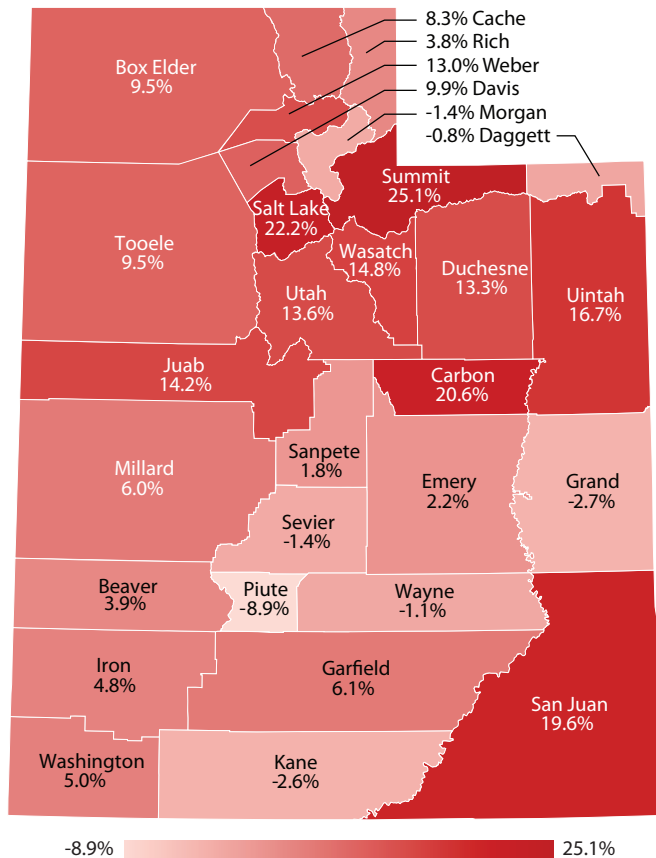 8.3% Cache
3.8% Rich
13.0% Weber
9.9% Davis
-1.4% Morgan
-0.8% Daggett
Box Elder
9.5%
Summit
25.1%
Salt Lake
22.2%
Tooele
9.5%
Wasatch
14.8%
Duchesne
13.3%
Uintah
16.7%
Utah
13.6%
Juab
14.2%
Carbon
20.6%
Millard
6.0%
Sanpete
1.8%
Emery
2.2%
Grand
-2.7%
Sevier
-1.4%
Beaver
3.9%
Piute
-8.9%
Wayne
-1.1%
Iron
4.8%
Garfield
6.1%
San Juan
19.6%
Washington
5.0%
Kane
-2.6%
-8.9%
25.1%